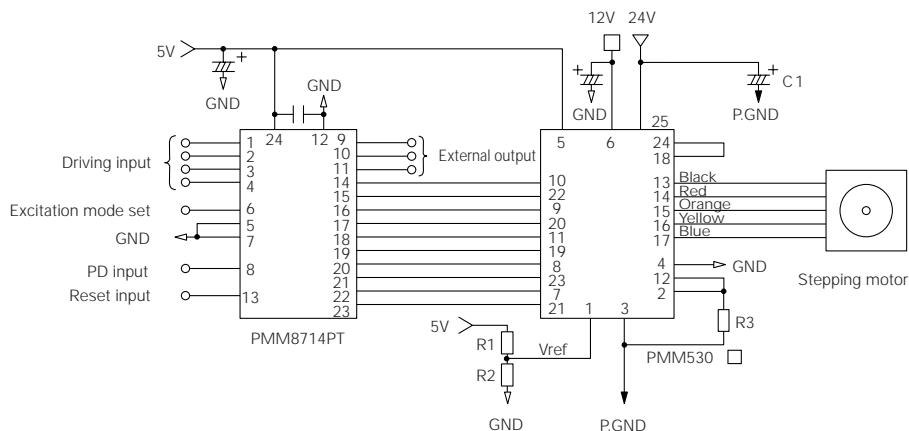 12V 24V
5V
GND
GND
GND
C1
P.GND
25
24 12 9
5 6
24
18
Driving input
1
2
3
4
10
11
External output
14
15
16
17
18
19
20
21
22
23
10
22
9
20
11
19
8
23
7
21
13 Black
14 Red
15 Orange
16 Yellow
17 Blue
Excitation mode set
6
5
GND
7
PD input
8
Reset input
13
4
GND
12
2
Stepping motor
1 3
R3
PMM8714PT
5V
R1
Vref
PMM530
R2
GND
P.GND